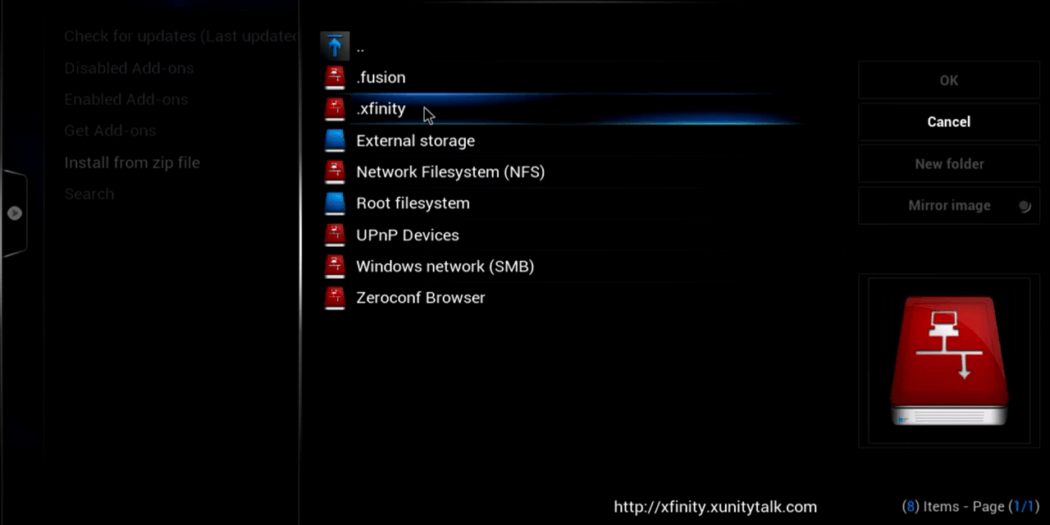 Check for updates (Last updated
Disabled Add-ons
Enabled Add-ons
Get Add-ons
Install from zip file
Search
..
.fusion
.xfinity
External storage
Network Filesystem (NFS)
Root filesystem
UPnP Devices
Windows network (SMB)
Zeroconf Browser
OK
Cancel
New folder
Mirror image
http://xfinity.xunitytalk.com
(8) Items - Page (1/1)